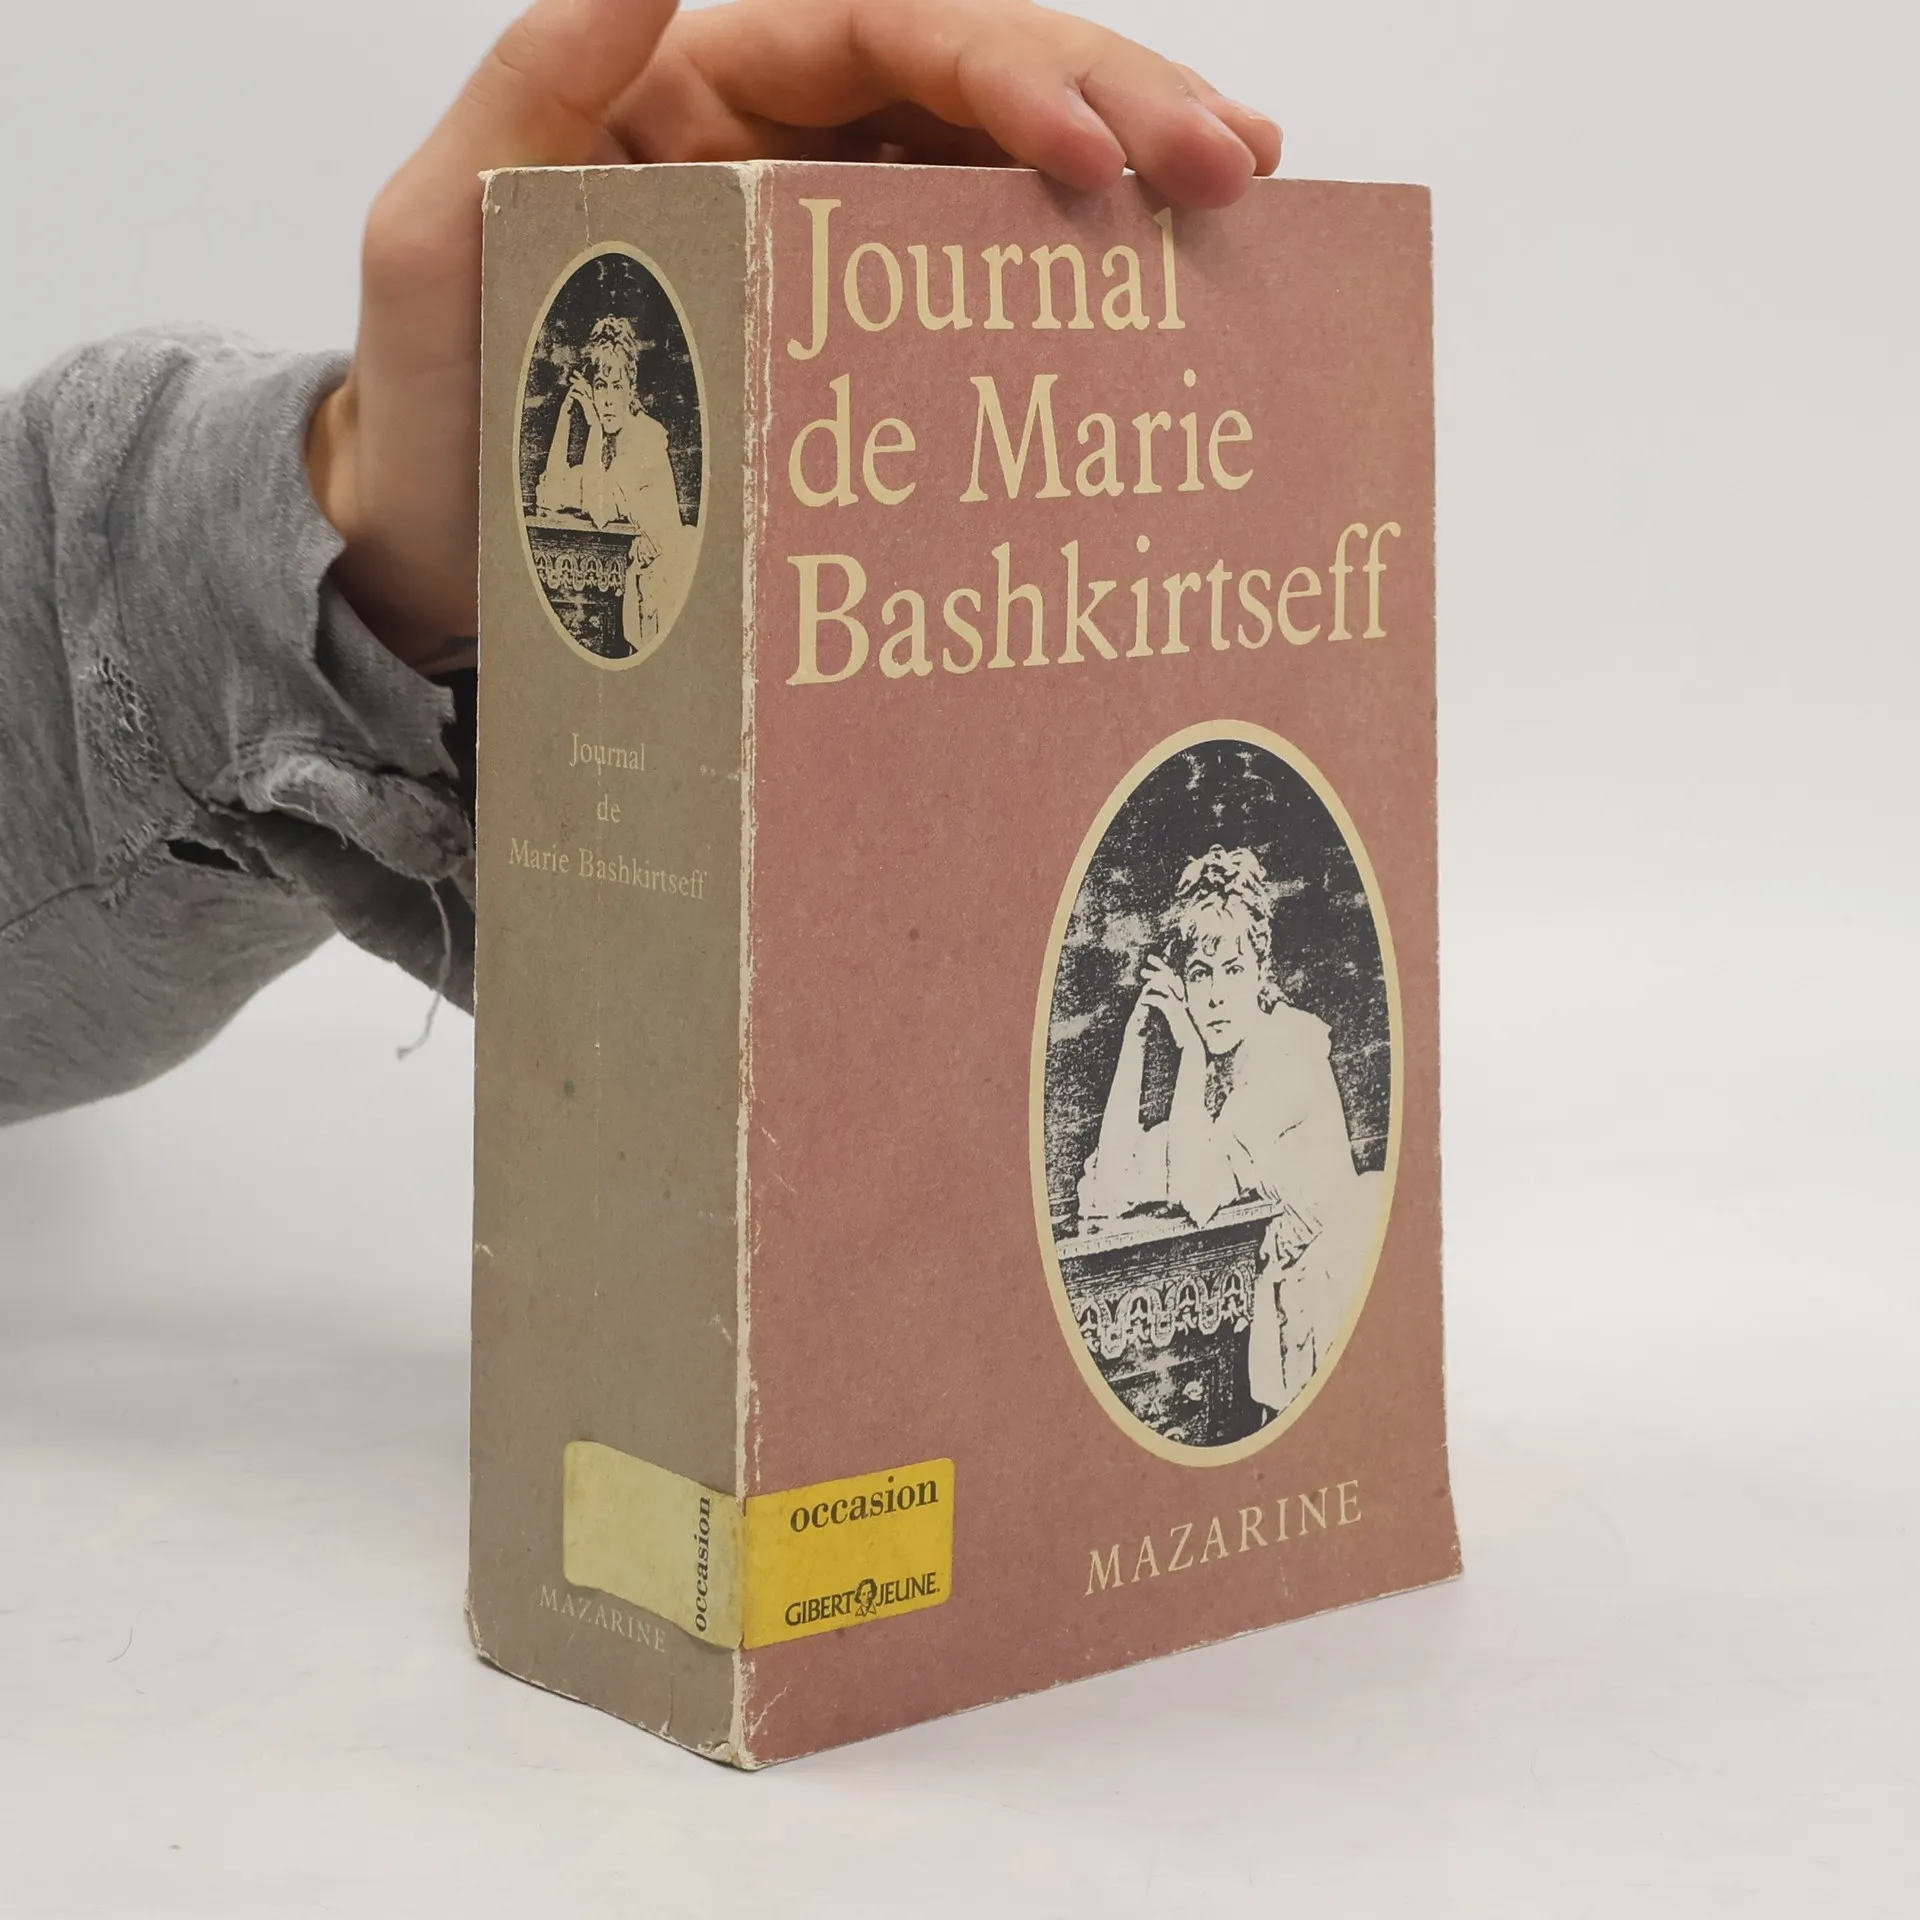 Journal
de
Marie Bashkirtseff
occasion
MAZARINE
Journal
de Marie
Bashkirtseff
occasion
GIBERT JEUNE.
MAZARINE